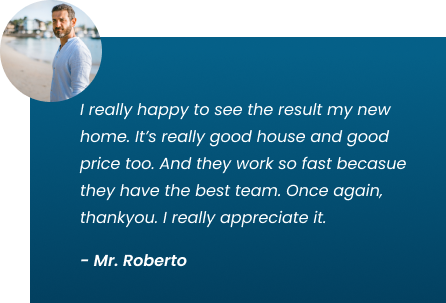 I really happy to see the result my new
home. It's really good house and good
price too. And they work so fast becasue
they have the best team. Once again,
thankyou. I really appreciate it.
- Mr. Roberto